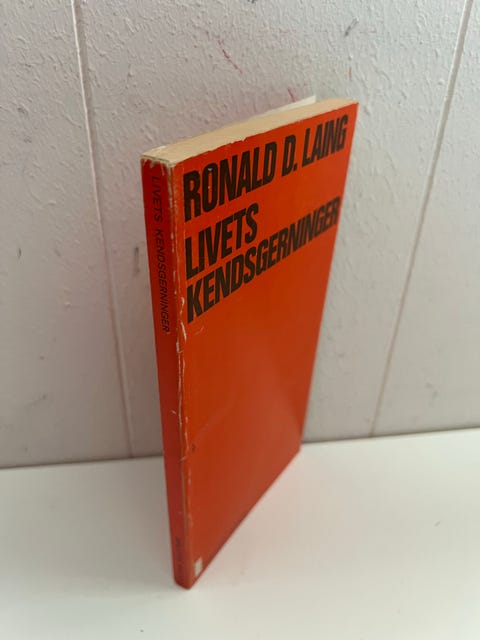 RONALD D. LAING
LIVETS
KENDSGERNINGER
LIVETS KENDSGERNINGER